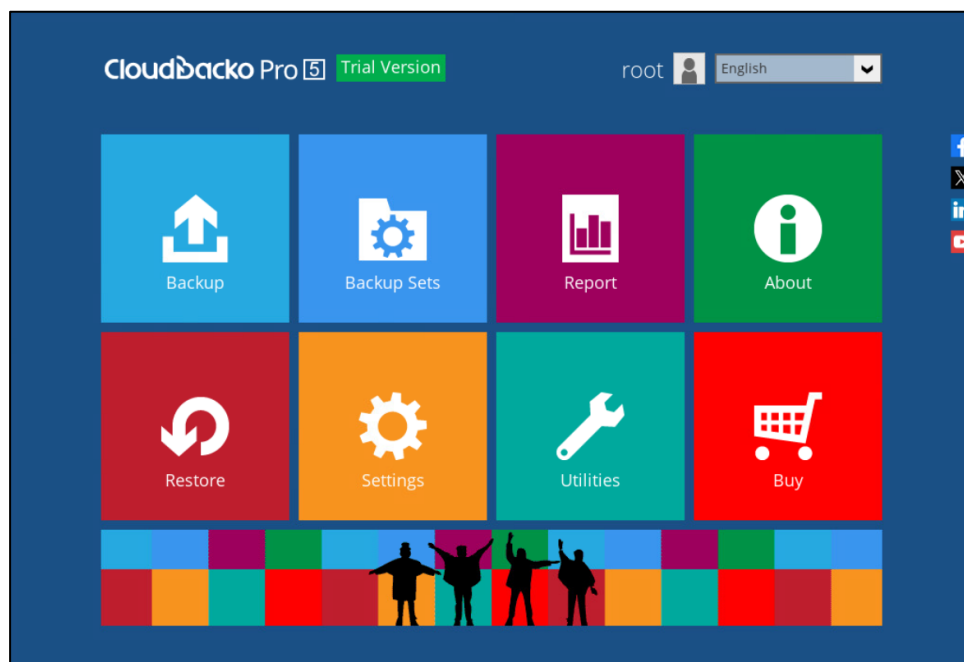 CloudBacko Pro 5 Trial Version
root English
Backup Backup Sets Report About
Restore Settings Utilities Buy